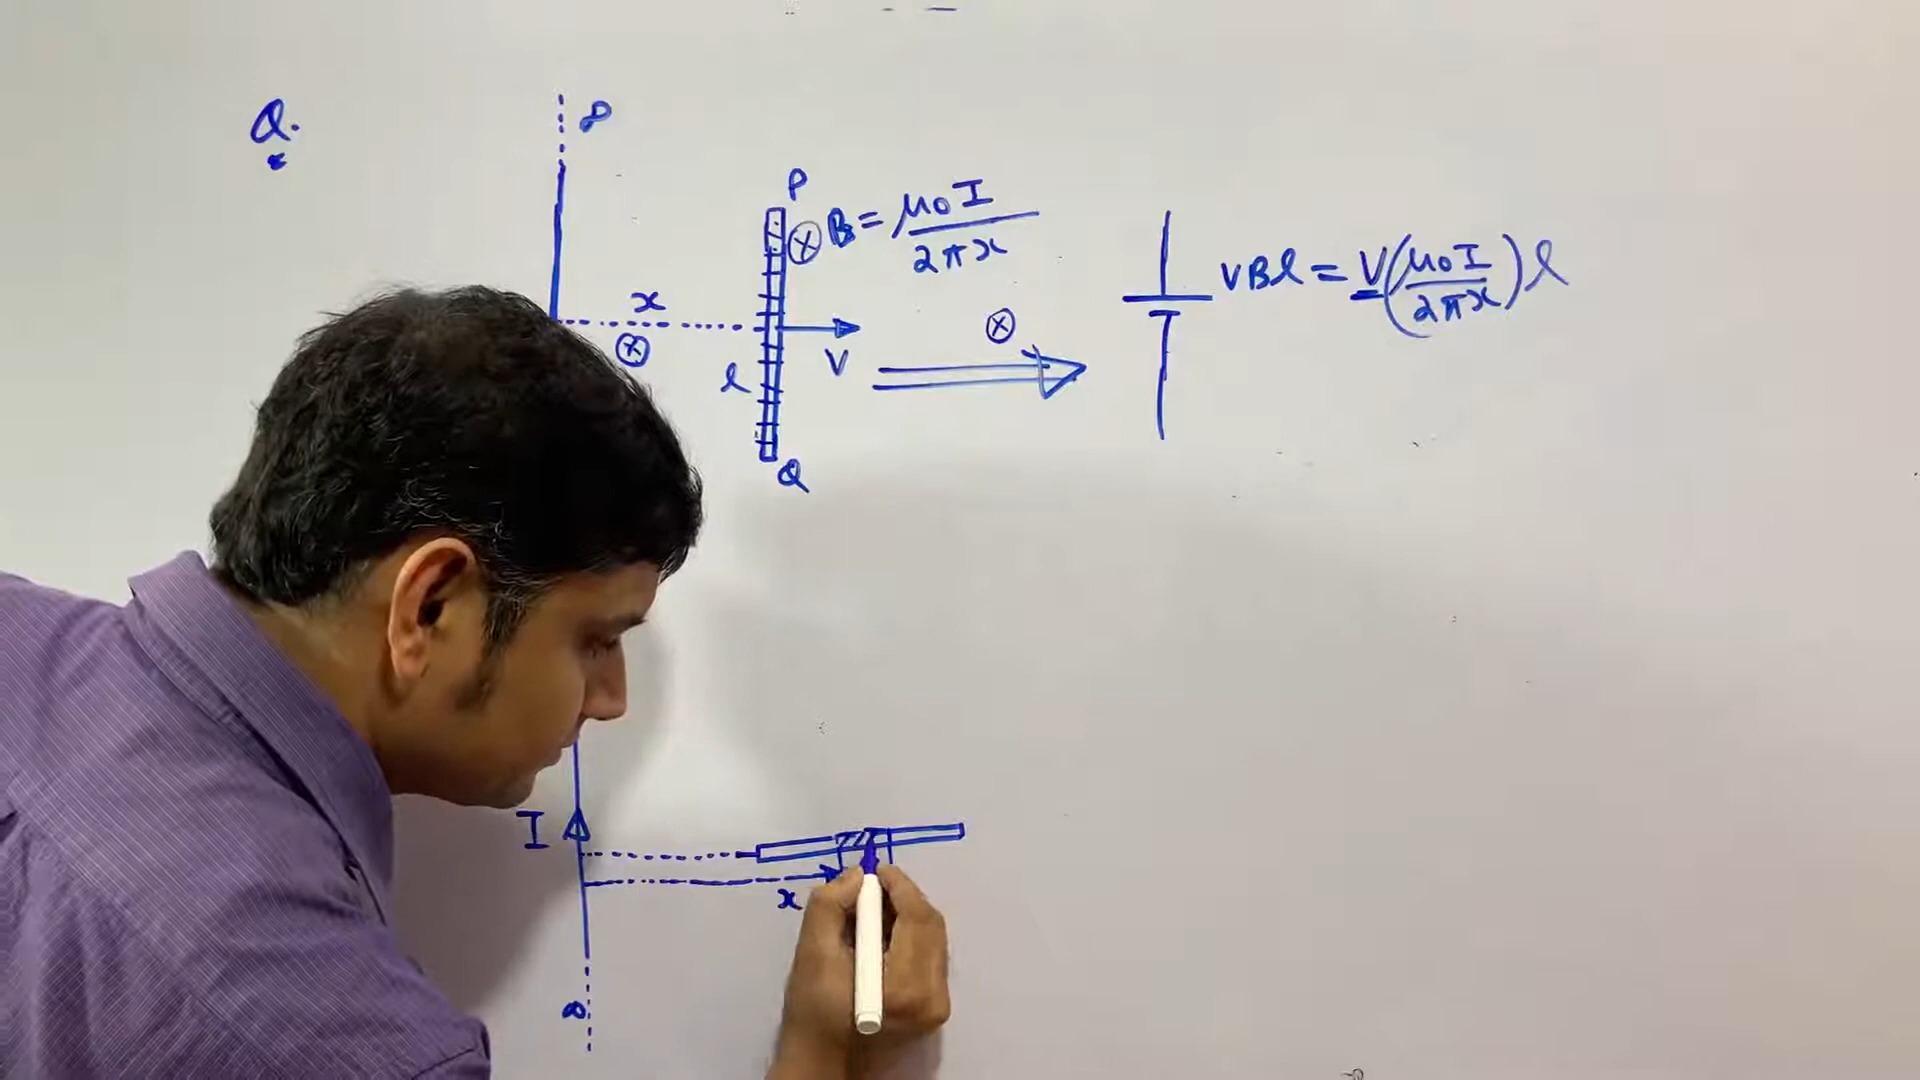 Q.
∞
P
⊗ B = μ₀I / 2πx
VBl = V(μ₀I / 2πx)l
x
⊗
⊗
V
l
Q
I
x
∞